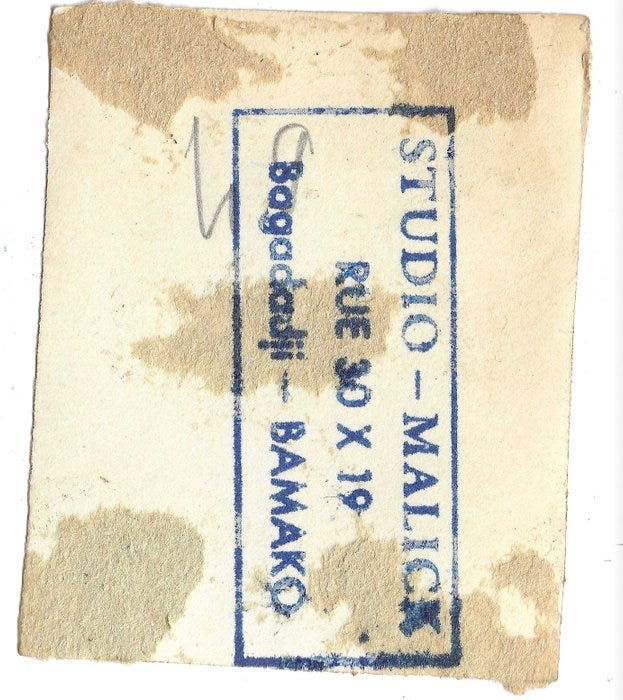 STUDIO - MALICK
RUE 30 X 19
Bagadadji - BAMAKO